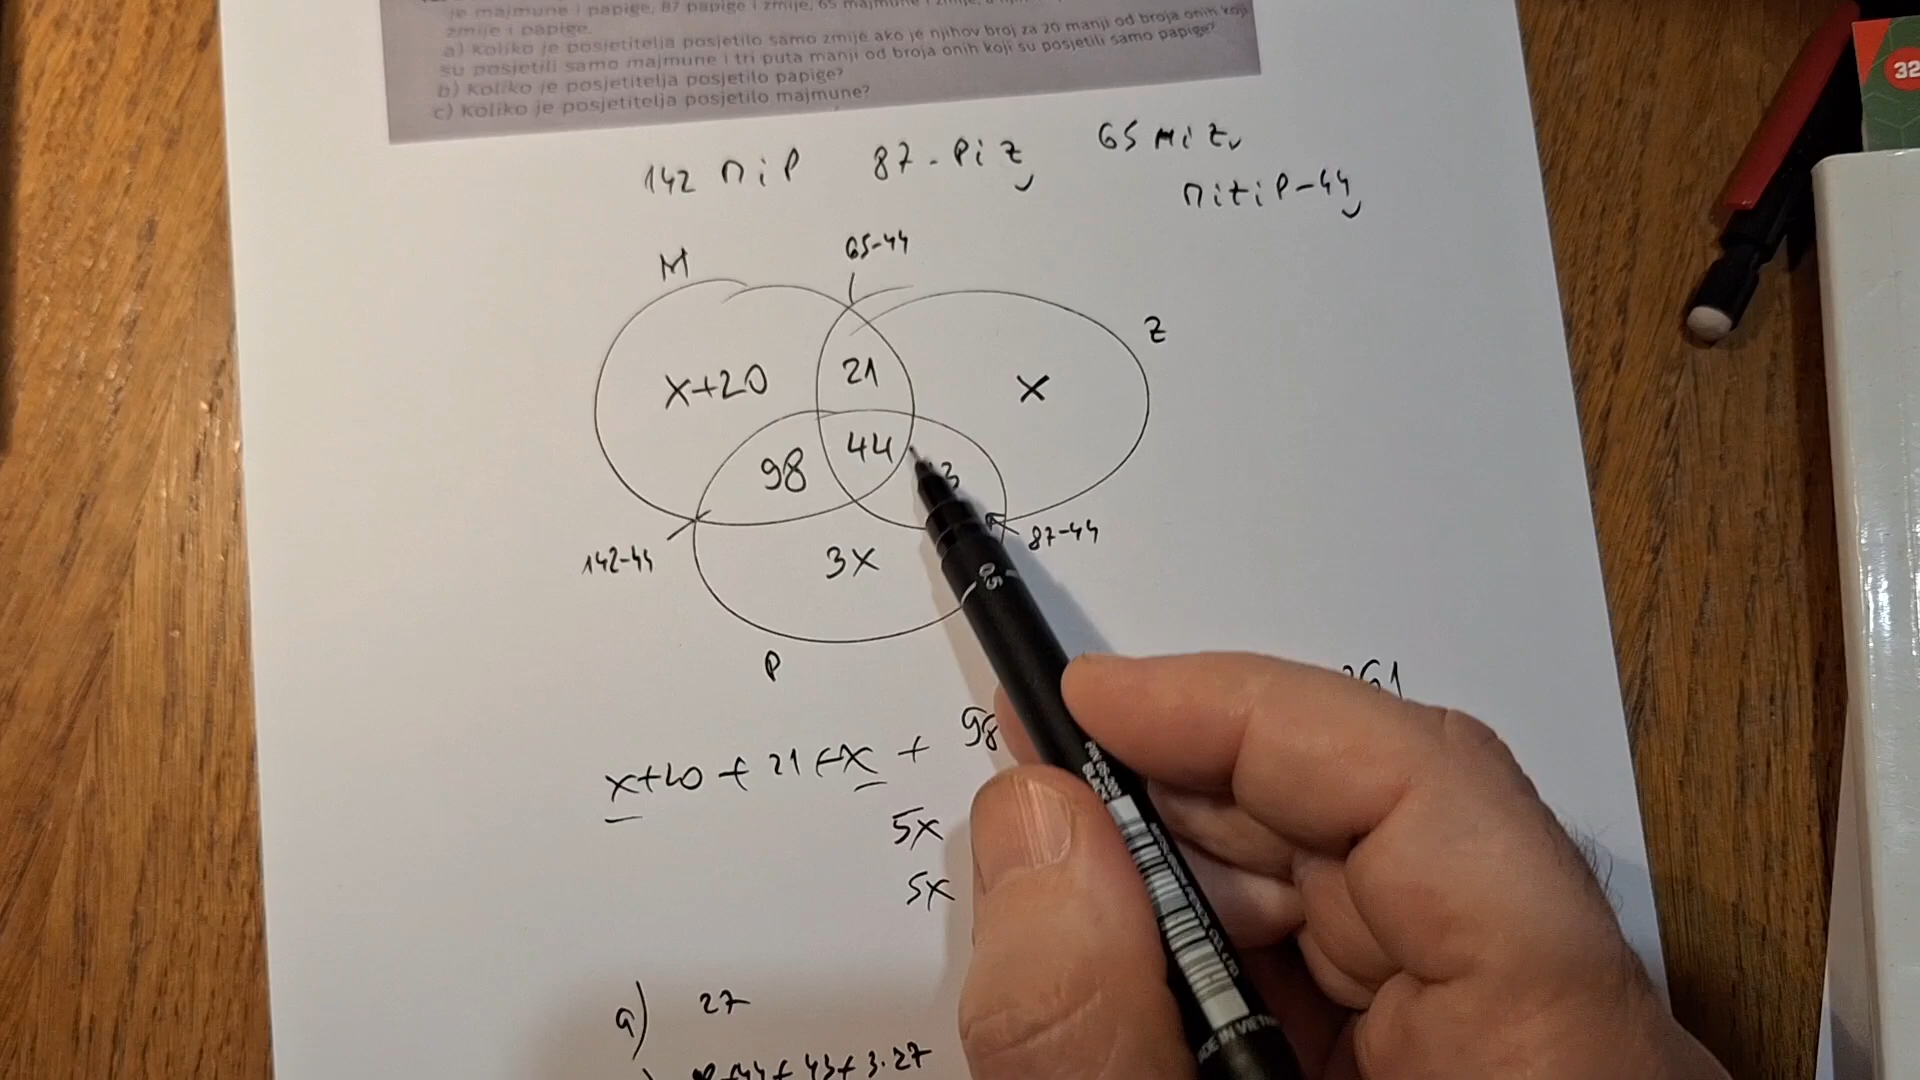 je majmune i papige, 87 papige i zmije, 65 majmune i zmije,
zmije i papige.
a) Koliko je posjetitelja posjetilo samo zmije ako je njihov broj za 20 manji od broja onih koji
su posjetili samo majmune i tri puta manji od broja onih koji su posjetili samo papige?
b) Koliko je posjetitelja posjetilo papige?
c) Koliko je posjetitelja posjetilo majmune?
32
142 M i P 87 - P i Z 65 M i Z
M i Z i P - 44
65-44
M
Z
X+20 21 X
98 44 3
142-44 3X 87-44
P
0.5
261
x+20 + 21 + x + 98
5x
5x
a) 27
+44 + 43 + 3.27